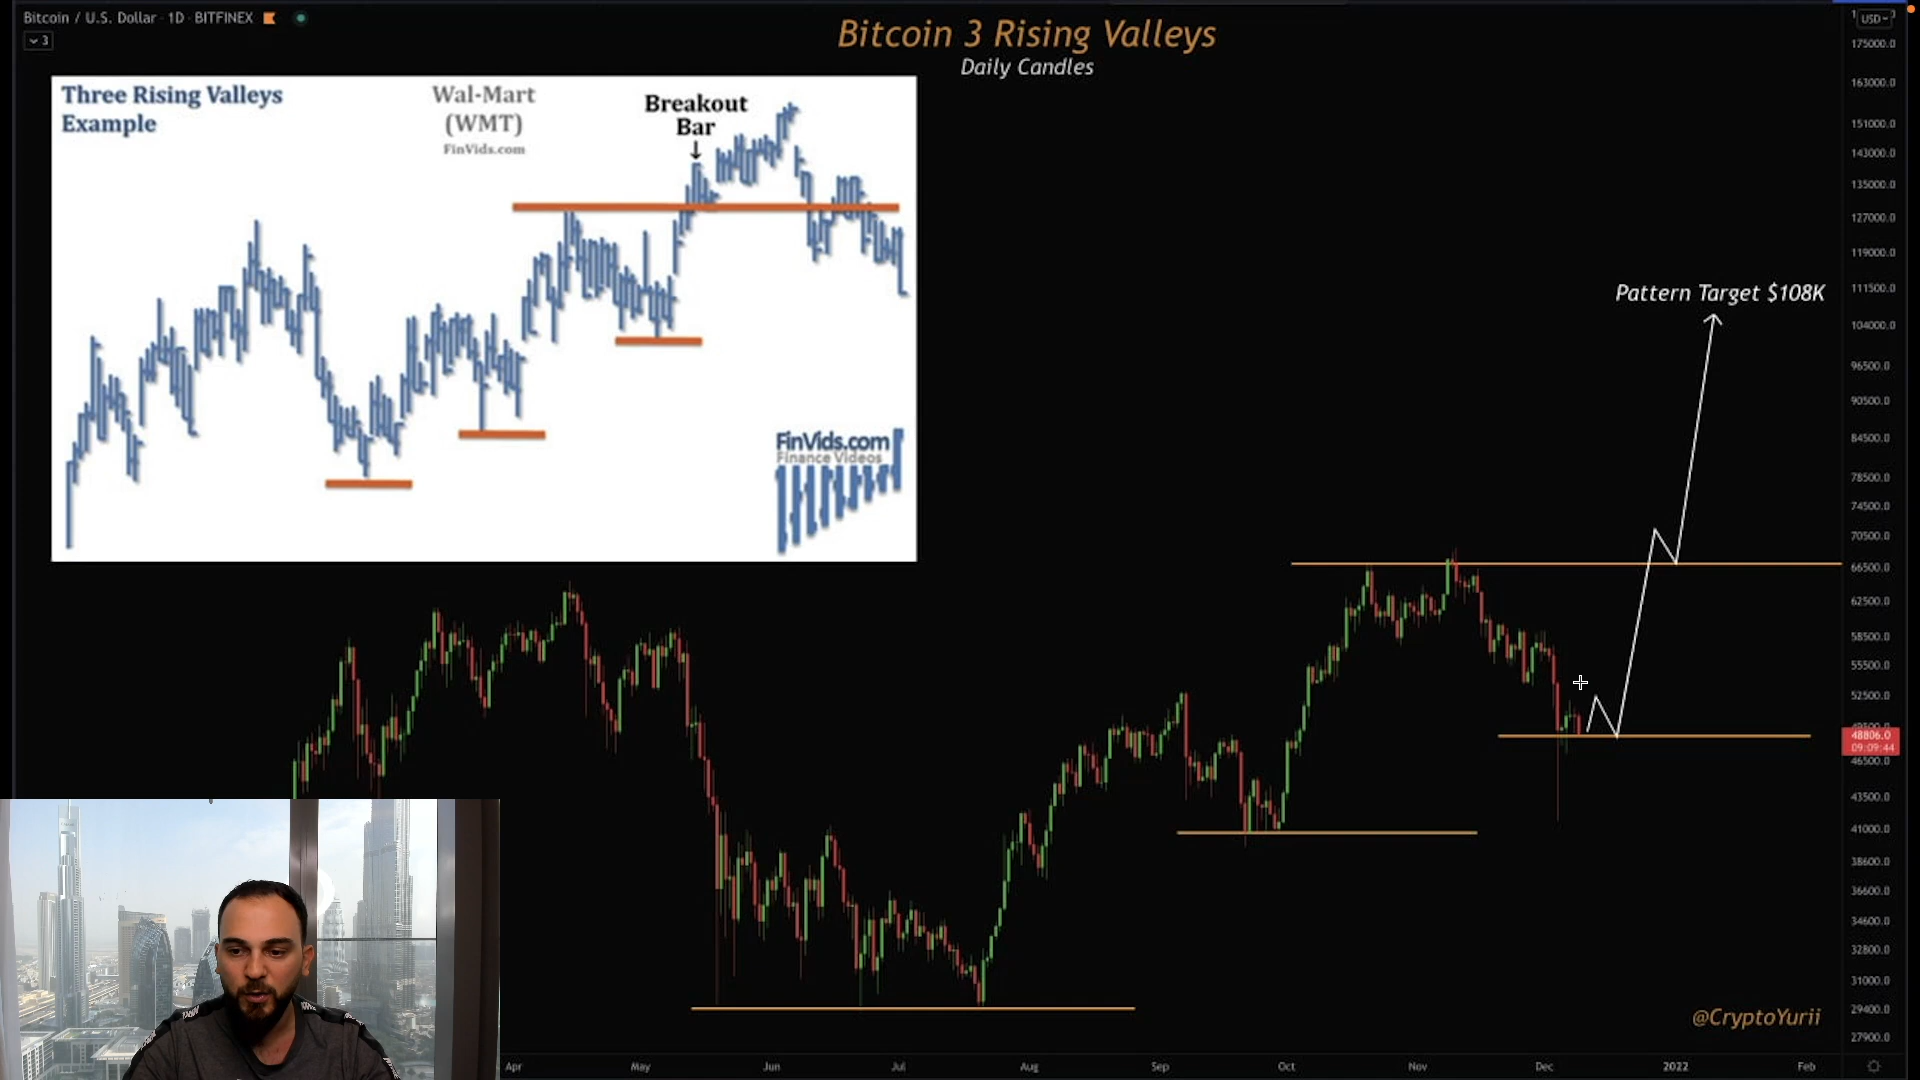 Bitcoin / U.S. Dollar · 1D · BITFINEX
3
Bitcoin 3 Rising Valleys
Daily Candles
Three Rising Valleys
Example
Wal-Mart
(WMT)
FinVids.com
Breakout
Bar
FinVids.com
Finance Videos
Pattern Target $108K
@CryptoYurii
USD
175000.0
163000.0
151000.0
143000.0
135000.0
127000.0
119000.0
111500.0
104000.0
96500.0
90500.0
84500.0
78500.0
74500.0
70500.0
66500.0
62500.0
58500.0
55500.0
52500.0
48806.0
09:09:44
46500.0
43500.0
41000.0
38600.0
36600.0
34600.0
32800.0
31000.0
29400.0
27900.0
Apr May Jun Jul Aug Sep Oct Nov Dec 2022 Feb